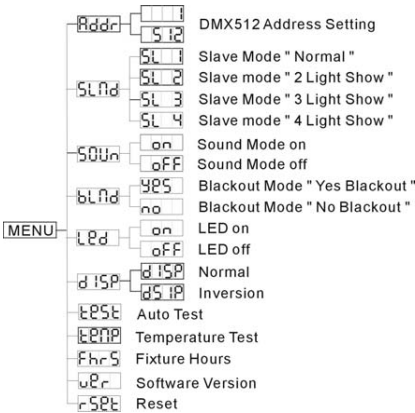 1
Addr
DMX512 Address Setting
512
SL 1 Slave Mode " Normal "
SL 2 Slave mode " 2 Light Show "
SLNd
SL 3 Slave Mode " 3 Light Show "
SL 4 Slave mode " 4 Light Show "
on Sound Mode on
SOUn
oFF Sound Mode off
YES Blackout Mode " Yes Blackout "
bLNd
no Blackout Mode " No Blackout "
MENU
on LED on
Led
oFF LED off
dISP Normal
dISP
dSIP Inversion
tESt Auto Test
tENP Temperature Test
FhrS Fixture Hours
uEr Software Version
rSEt Reset